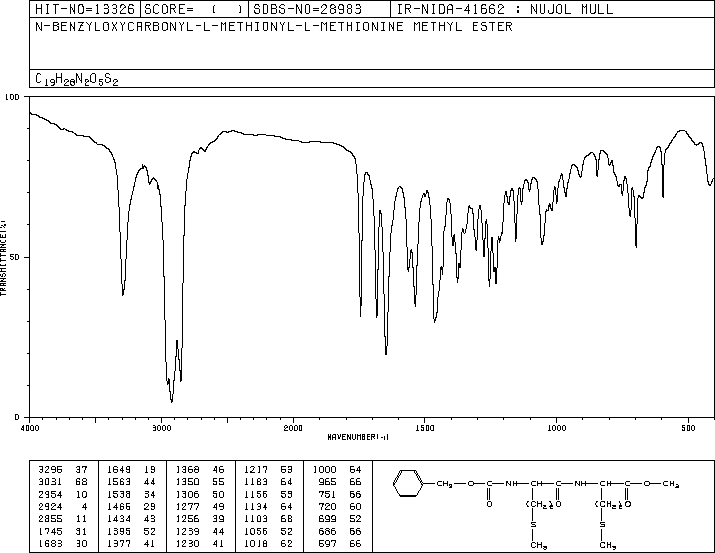 HIT-NO=13326 SCORE= ( ) SDBS-NO=28983 IR-NIDA-41662 : NUJOL MULL
N-BENZYLOXYCARBONYL-L-METHIONYL-L-METHIONINE METHYL ESTER
C19H28N2O5S2
100
50
0
TRANSMITTANCE(%)
4000 3000 2000 1500 1000 500
WAVENUMBER(-1)
3295 37 1649 19 1368 46 1217 53 1000 64
3031 68 1563 44 1350 55 1183 64 965 66
2954 10 1538 34 1306 50 1156 53 751 66
2924 4 1465 29 1277 49 1134 64 720 60
2855 11 1434 43 1256 39 1103 68 699 52
1745 31 1395 52 1239 44 1056 52 686 66
1683 30 1377 41 1230 41 1018 62 597 66
CH2 O C NH CH C NH CH C O CH3
O (CH2)2 O (CH2)2 O
S S
CH3 CH3